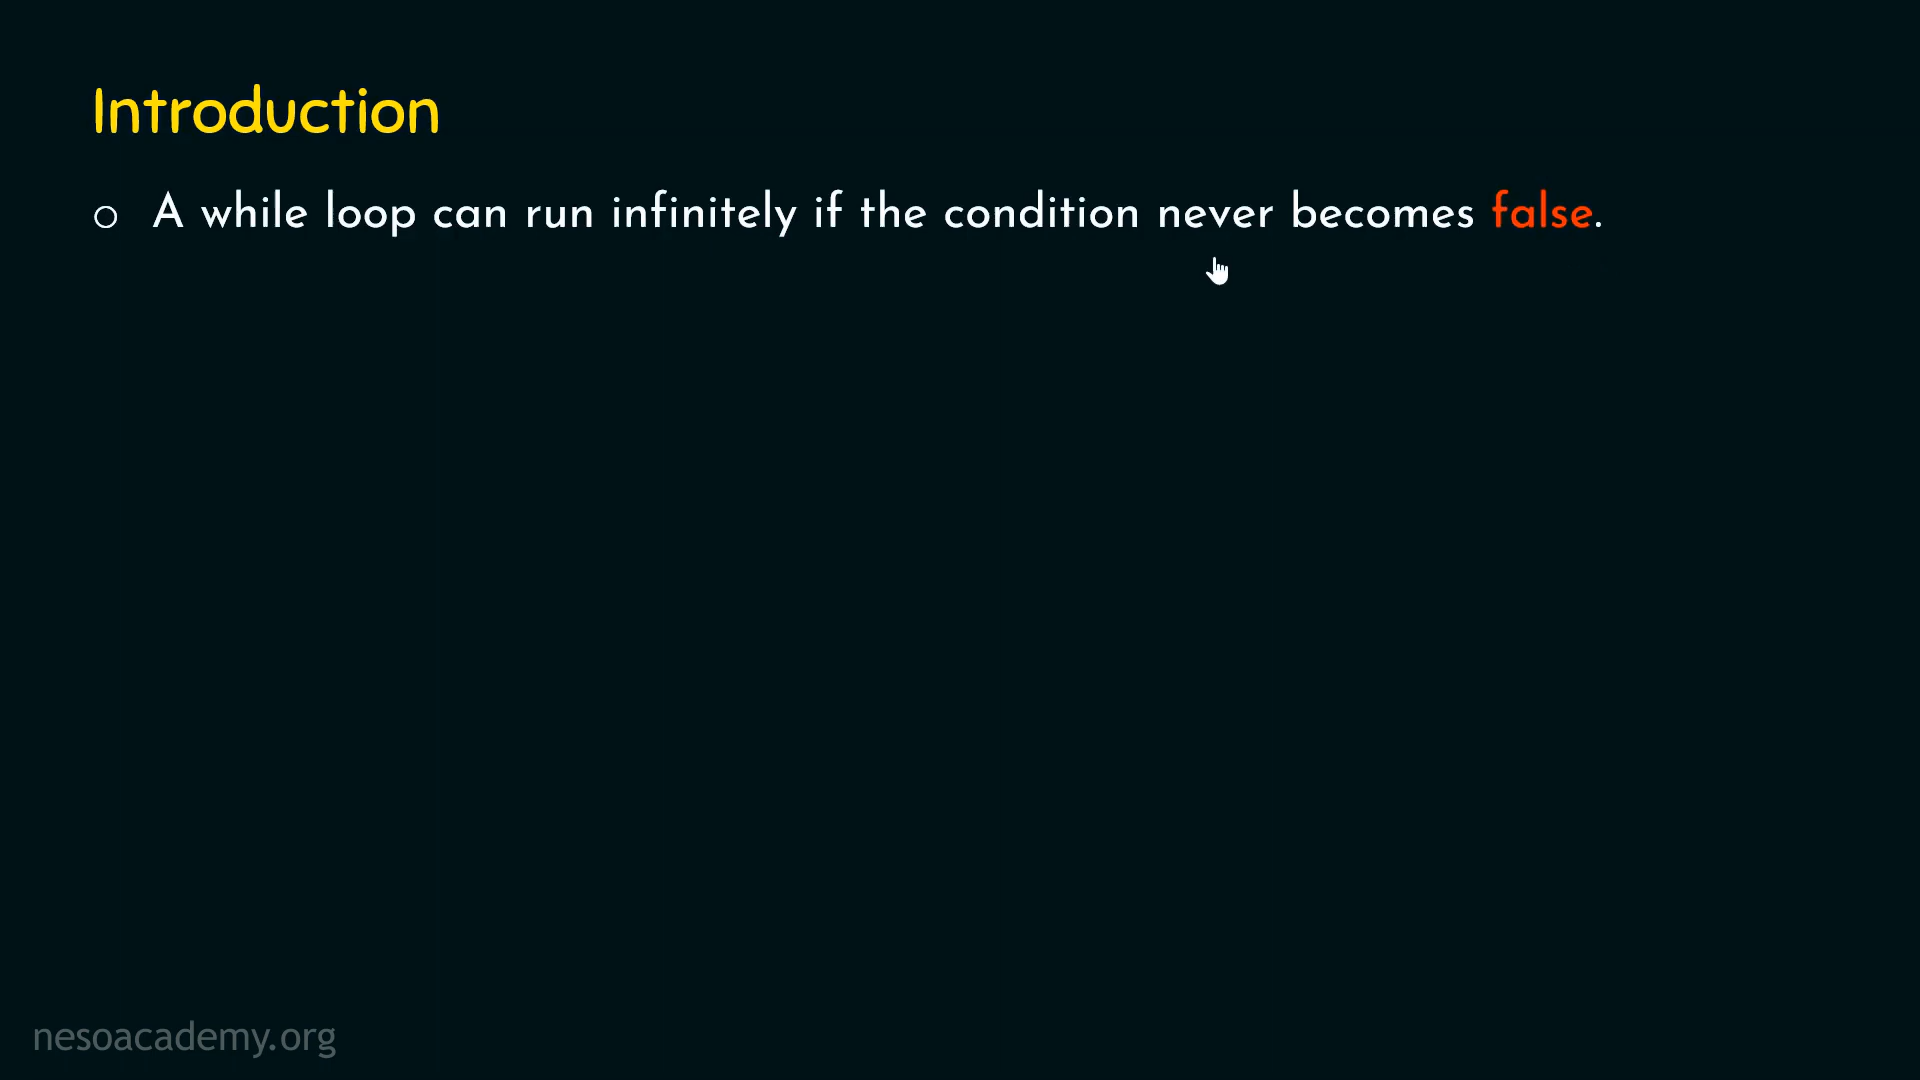 Introduction
○ A while loop can run infinitely if the condition never becomes false.
nesoacademy.org